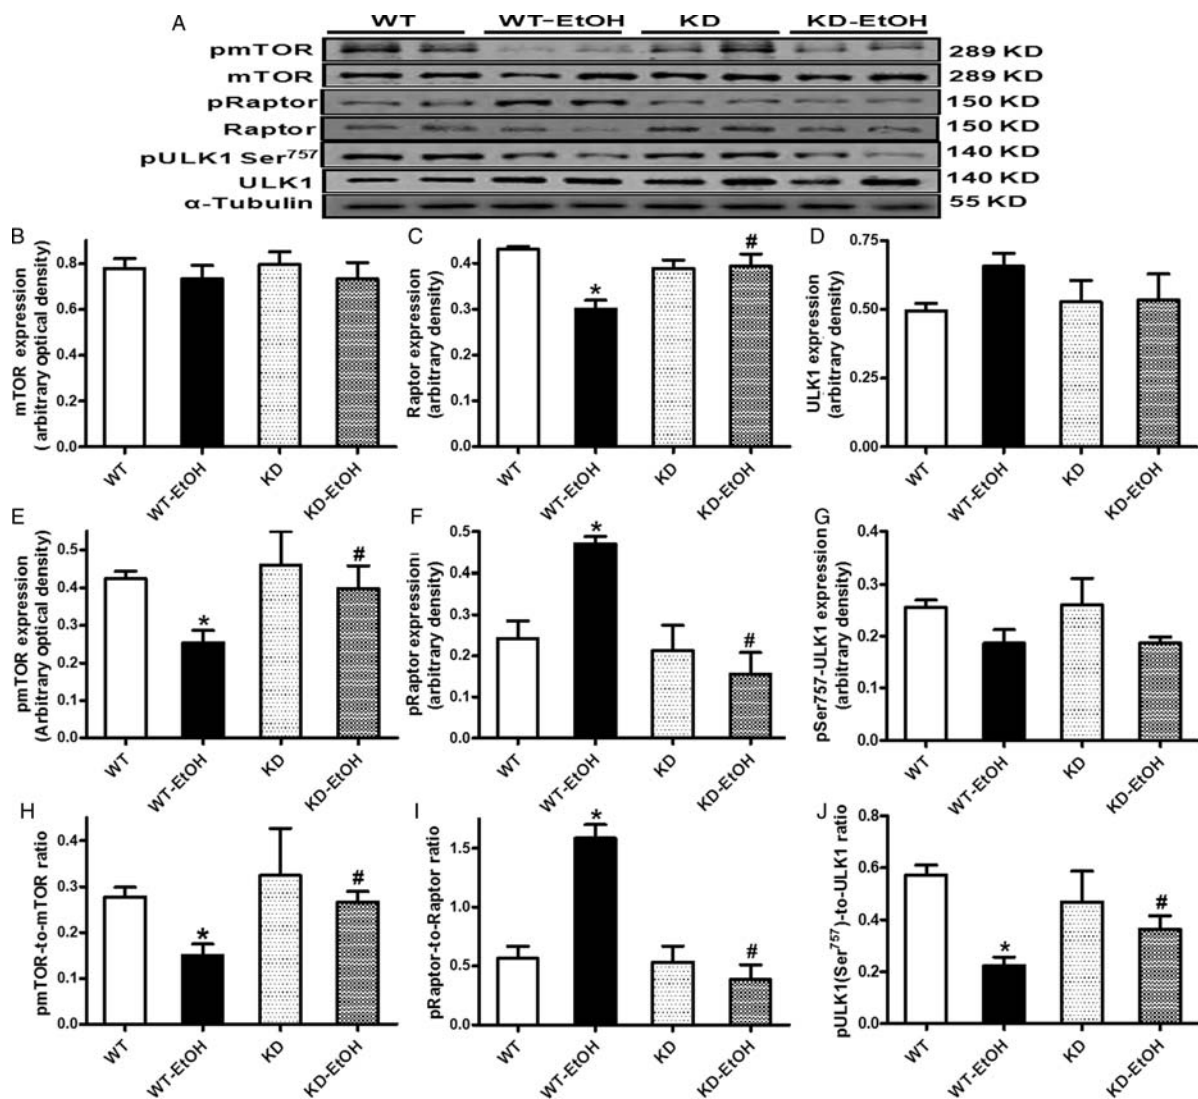 A
WT WT-EtOH KD KD-EtOH
pmTOR 289 KD
mTOR 289 KD
pRaptor 150 KD
Raptor 150 KD
pULK1 Ser757 140 KD
ULK1 140 KD
α-Tubulin 55 KD
B
mTOR expression
(arbitrary optical density)
0.8
0.6
0.4
0.2
0.0
WT WT-EtOH KD KD-EtOH
C
Raptor expression
(arbitrary density)
0.4
0.3
0.2
0.1
0.0
*
#
WT WT-EtOH KD KD-EtOH
D
ULK1 expression
(arbitrary density)
0.75
0.50
0.25
0.00
WT WT-EtOH KD KD-EtOH
E
pmTOR expression
(Arbitrary optical density)
0.5
0.4
0.3
0.2
0.1
0.0
*
#
WT WT-EtOH KD KD-EtOH
F
pRaptor expression
(arbitrary density)
0.5
0.4
0.3
0.2
0.1
0.0
*
#
WT WT-EtOH KD KD-EtOH
G
pSer757-ULK1 expression
(arbitrary density)
0.4
0.3
0.2
0.1
0.0
WT WT-EtOH KD KD-EtOH
H
pmTOR-to-mTOR ratio
0.4
0.3
0.2
0.1
0.0
*
#
WT WT-EtOH KD KD-EtOH
I
pRaptor-to-Raptor ratio
1.5
1.0
0.5
0.0
*
#
WT WT-EtOH KD KD-EtOH
J
pULK1(Ser757)-to-ULK1 ratio
0.8
0.6
0.4
0.2
0.0
*
#
WT WT-EtOH KD KD-EtOH